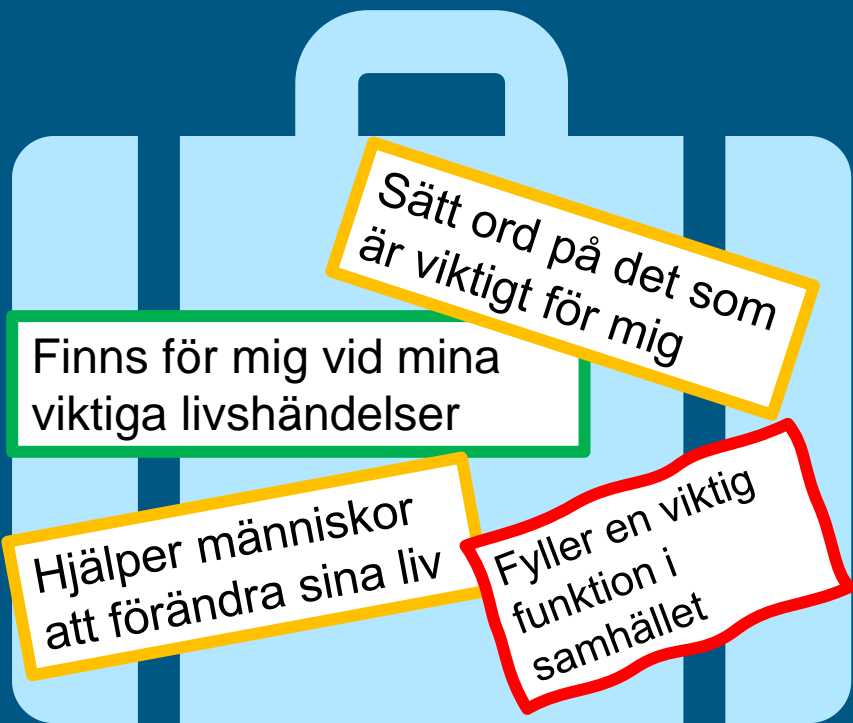 Sätt ord på det som
är viktigt för mig
Finns för mig vid mina
viktiga livshändelser
Hjälper människor
att förändra sina liv
Fyller en viktig
funktion i
samhället